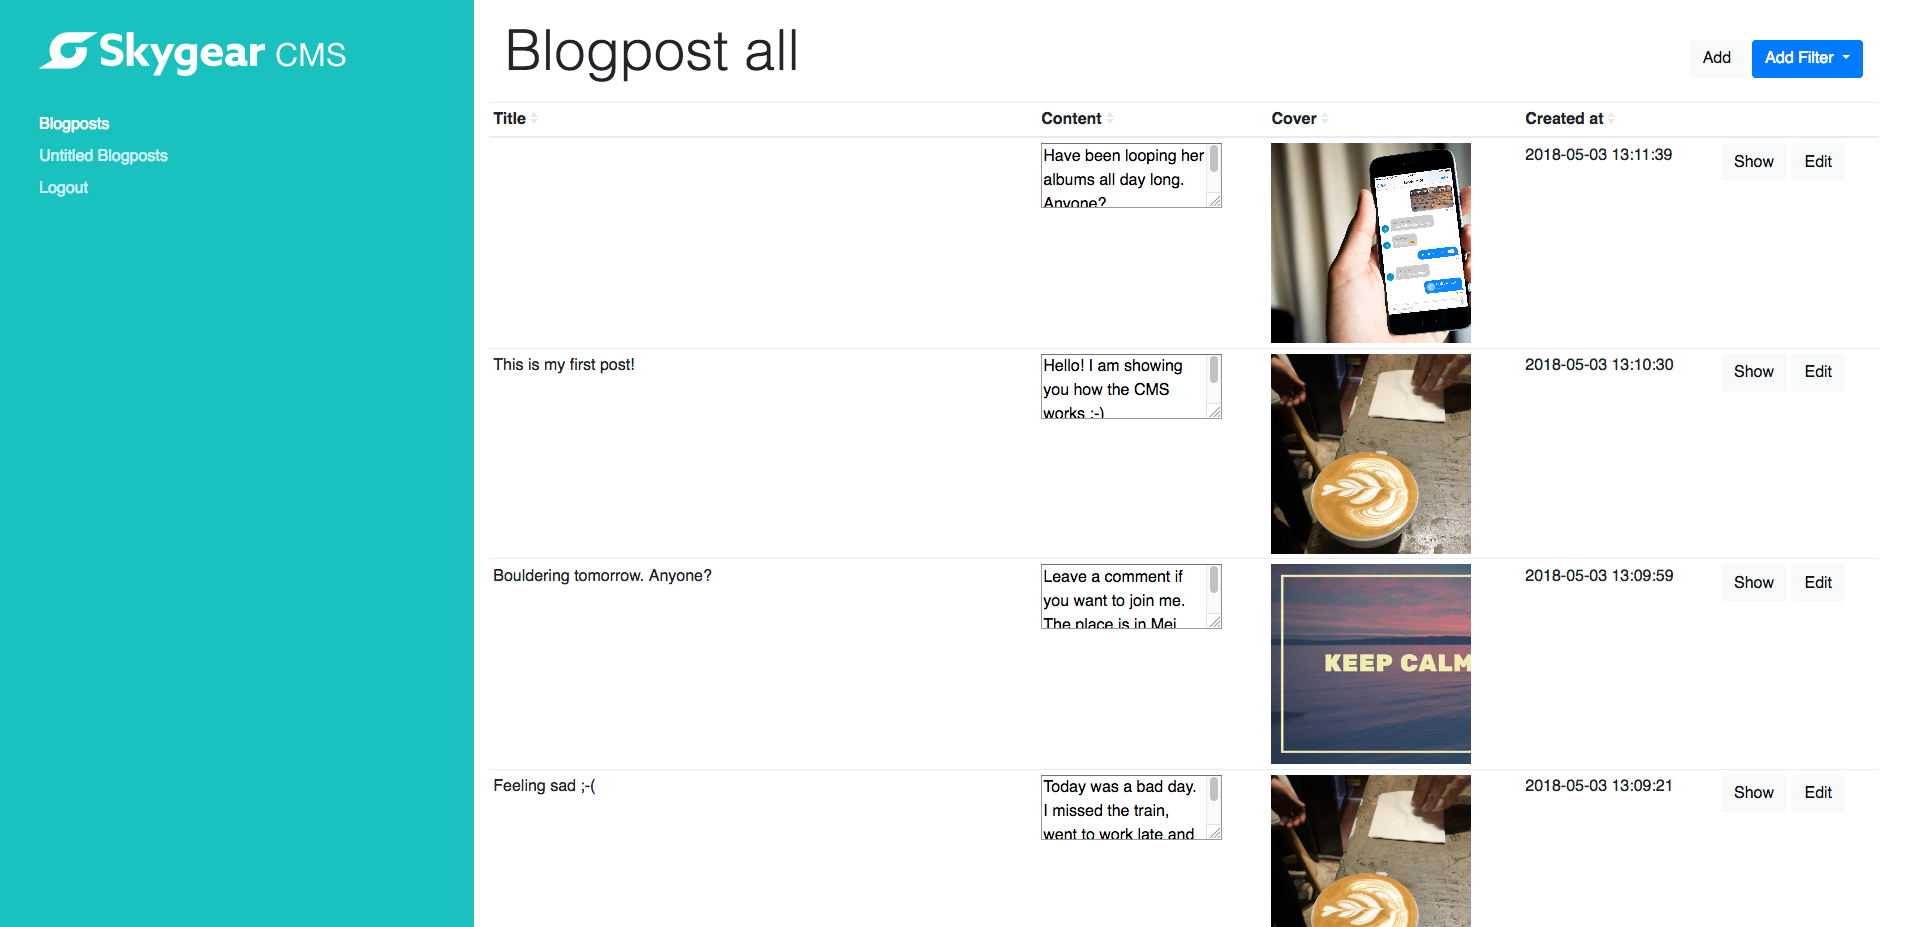 Skygear CMS
Blogposts
Untitled Blogposts
Logout
Blogpost all
Add
Add Filter
Title Content Cover Created at
Have been looping her
albums all day long.
Anyone?
2018-05-03 13:11:39
Show Edit
This is my first post!
Hello! I am showing
you how the CMS
works :-)
2018-05-03 13:10:30
Show Edit
Bouldering tomorrow. Anyone?
Leave a comment if
you want to join me.
The place is in Mei
KEEP CALM
2018-05-03 13:09:59
Show Edit
Feeling sad ;-(
Today was a bad day.
I missed the train,
went to work late and
2018-05-03 13:09:21
Show Edit